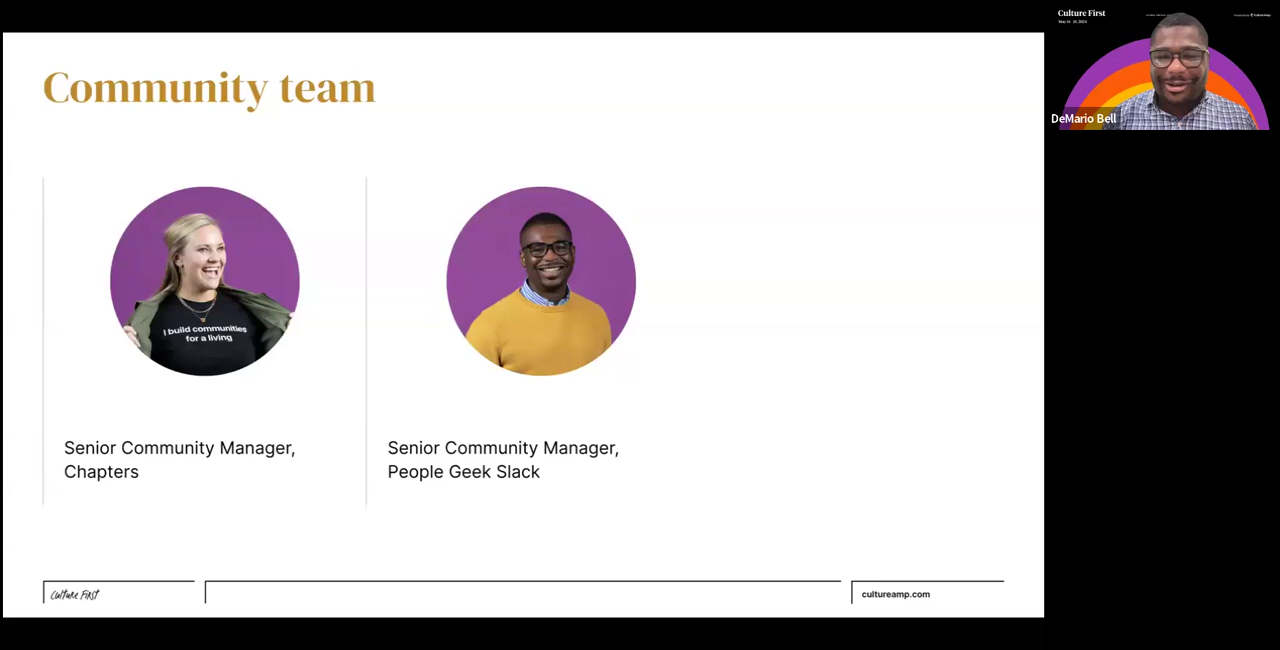 Community team
I build communities
for a living
Senior Community Manager,
Chapters
Senior Community Manager,
People Geek Slack
Culture First
cultureamp.com
Culture First
DeMario Bell